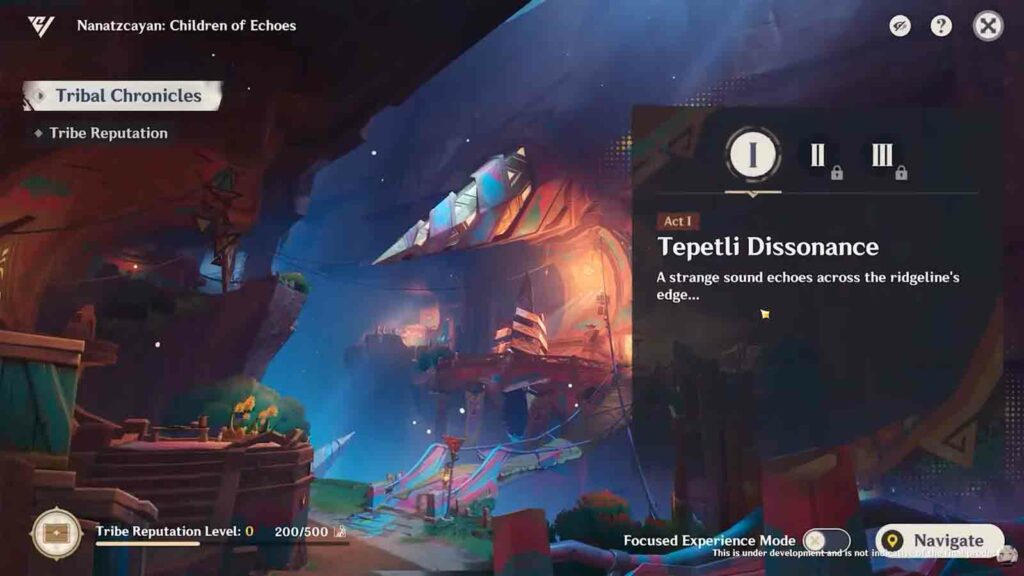 Nanatzcayan: Children of Echoes
?
Tribal Chronicles
Tribe Reputation
I II III
Act I
Tepetli Dissonance
A strange sound echoes across the ridgeline's
edge...
Tribe Reputation Level: 0 200/500
Focused Experience Mode
Navigate
This is under development and is not indicative of the final